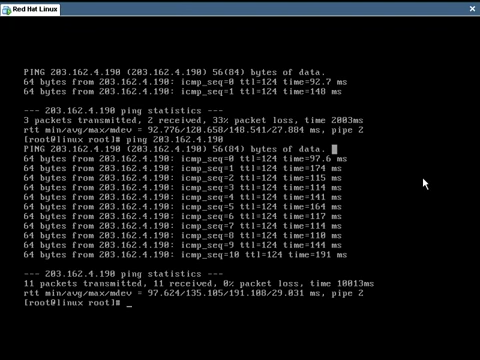 Red Hat Linux
PING 203.162.4.190 (203.162.4.190) 56(84) bytes of data.
64 bytes from 203.162.4.190: icmp_seq=0 ttl=124 time=92.7 ms
64 bytes from 203.162.4.190: icmp_seq=1 ttl=124 time=148 ms
--- 203.162.4.190 ping statistics ---
3 packets transmitted, 2 received, 33% packet loss, time 2003ms
rtt min/avg/max/mdev = 92.776/120.658/148.541/27.884 ms, pipe 2
[root@linux root]# ping 203.162.4.190
PING 203.162.4.190 (203.162.4.190) 56(84) bytes of data.
64 bytes from 203.162.4.190: icmp_seq=0 ttl=124 time=97.6 ms
64 bytes from 203.162.4.190: icmp_seq=1 ttl=124 time=174 ms
64 bytes from 203.162.4.190: icmp_seq=2 ttl=124 time=115 ms
64 bytes from 203.162.4.190: icmp_seq=3 ttl=124 time=114 ms
64 bytes from 203.162.4.190: icmp_seq=4 ttl=124 time=141 ms
64 bytes from 203.162.4.190: icmp_seq=5 ttl=124 time=164 ms
64 bytes from 203.162.4.190: icmp_seq=6 ttl=124 time=117 ms
64 bytes from 203.162.4.190: icmp_seq=7 ttl=124 time=114 ms
64 bytes from 203.162.4.190: icmp_seq=8 ttl=124 time=110 ms
64 bytes from 203.162.4.190: icmp_seq=9 ttl=124 time=144 ms
64 bytes from 203.162.4.190: icmp_seq=10 ttl=124 time=191 ms
--- 203.162.4.190 ping statistics ---
11 packets transmitted, 11 received, 0% packet loss, time 10013ms
rtt min/avg/max/mdev = 97.624/135.105/191.108/29.031 ms, pipe 2
[root@linux root]# _